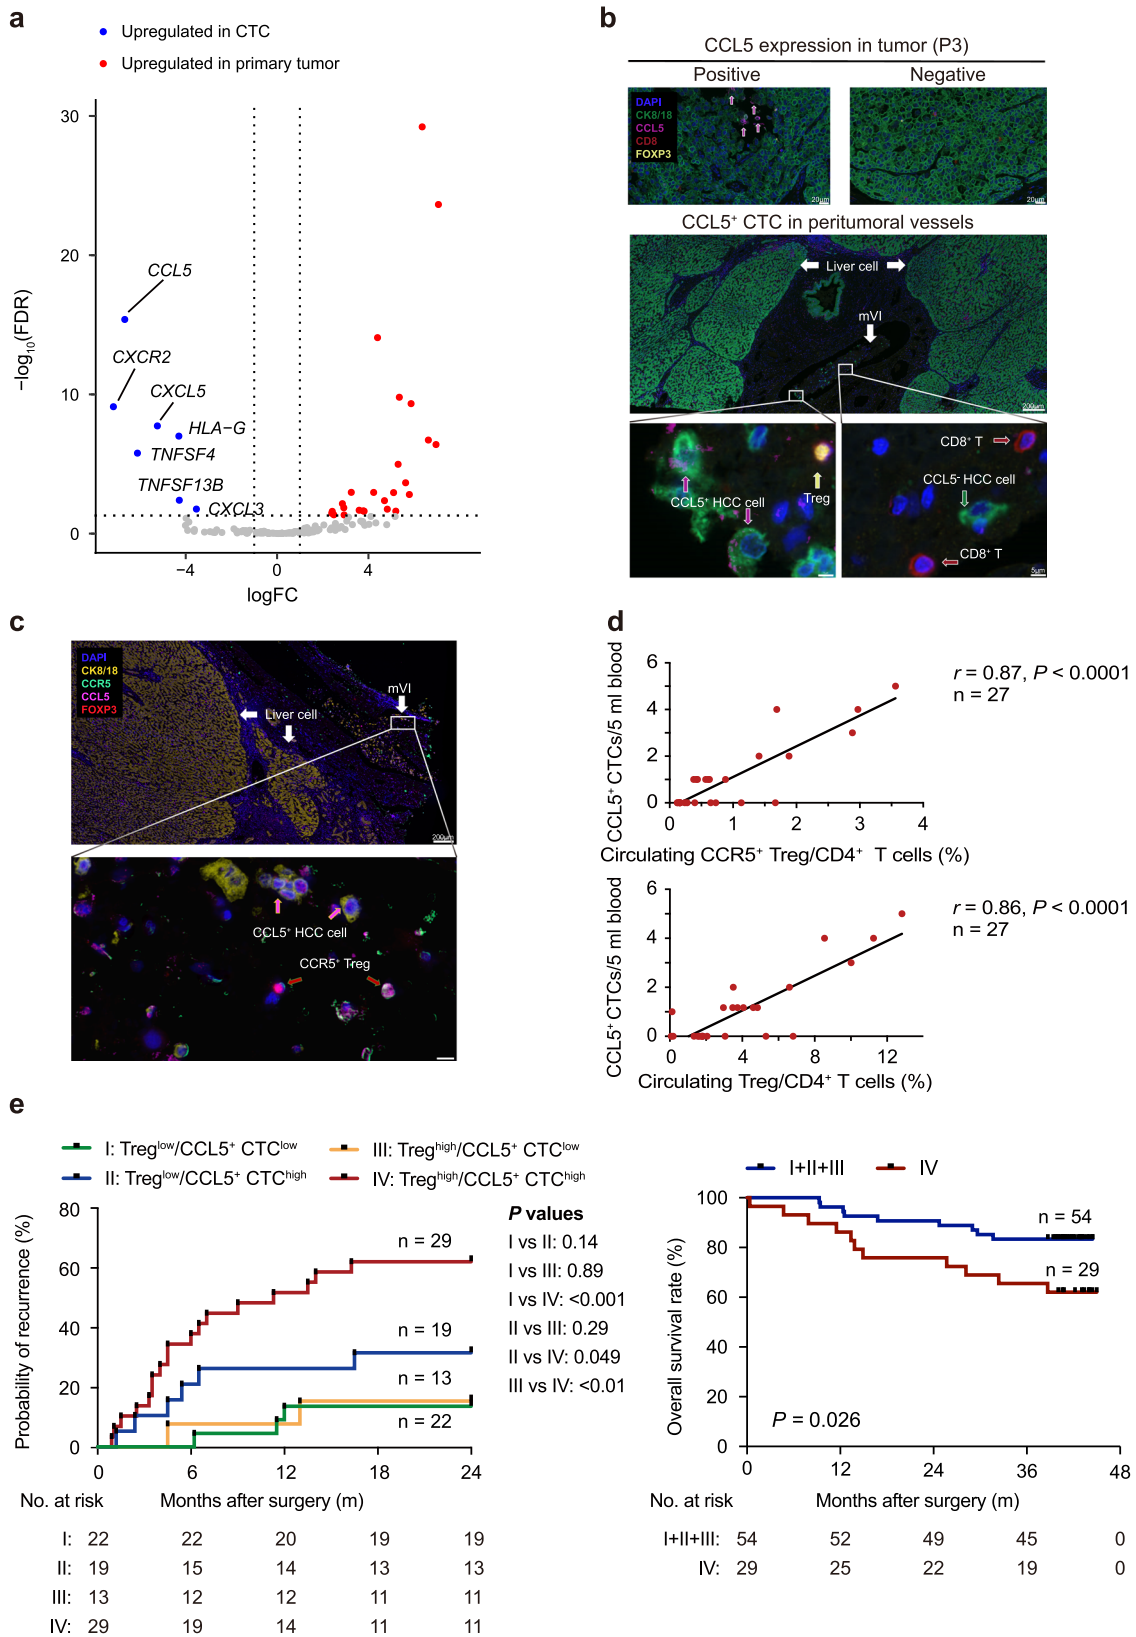 a
Upregulated in CTC
Upregulated in primary tumor
30
20
10
0
−log10(FDR)
CCL5
CXCR2
CXCL5
HLA−G
TNFSF4
TNFSF13B
CXCL3
−4
0
4
logFC
b
CCL5 expression in tumor (P3)
Positive
Negative
DAPI
CK8/18
CCL5
CD8
FOXP3
20μm
20μm
CCL5+ CTC in peritumoral vessels
Liver cell
mVI
200μm
CCL5+ HCC cell
Treg
CD8+ T
CCL5- HCC cell
CD8+ T
5μm
c
DAPI
CK8/18
CCR5
CCL5
FOXP3
mVI
Liver cell
200μm
CCL5+ HCC cell
CCR5+ Treg
d
CCL5+ CTCs/5 ml blood
6
4
2
0
0 1 2 3 4
Circulating CCR5+ Treg/CD4+ T cells (%)
r = 0.87, P < 0.0001
n = 27
CCL5+ CTCs/5 ml blood
6
4
2
0
0 4 8 12
Circulating Treg/CD4+ T cells (%)
r = 0.86, P < 0.0001
n = 27
e
I: Treglow/CCL5+ CTClow
III: Treghigh/CCL5+ CTClow
II: Treglow/CCL5+ CTChigh
IV: Treghigh/CCL5+ CTChigh
Probability of recurrence (%)
80
60
40
20
0
n = 29
n = 19
n = 13
n = 22
0 6 12 18 24
No. at risk Months after surgery (m)
I: 22 22 20 19 19
II: 19 15 14 13 13
III: 13 12 12 11 11
IV: 29 19 14 11 11
P values
I vs II: 0.14
I vs III: 0.89
I vs IV: <0.001
II vs III: 0.29
II vs IV: 0.049
III vs IV: <0.01
I+II+III
IV
Overall survival rate (%)
100
80
60
40
20
0
n = 54
n = 29
P = 0.026
0 12 24 36 48
No. at risk Months after surgery (m)
I+II+III: 54 52 49 45 0
IV: 29 25 22 19 0